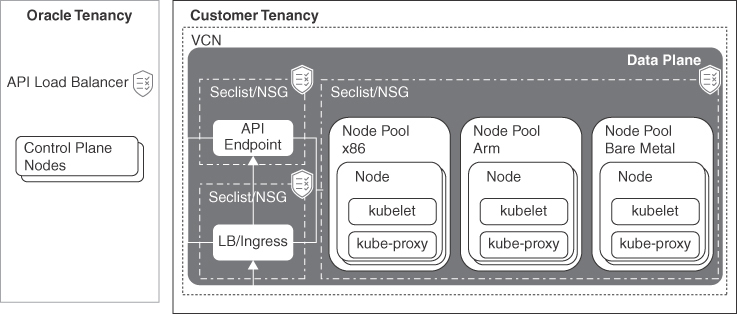 Oracle Tenancy
API Load Balancer
Control Plane
Nodes
Customer Tenancy
VCN
Data Plane
Seclist/NSG
API
Endpoint
Seclist/NSG
LB/Ingress
Seclist/NSG
Node Pool
x86
Node
kubelet
kube-proxy
Node Pool
Arm
Node
kubelet
kube-proxy
Node Pool
Bare Metal
Node
kubelet
kube-proxy